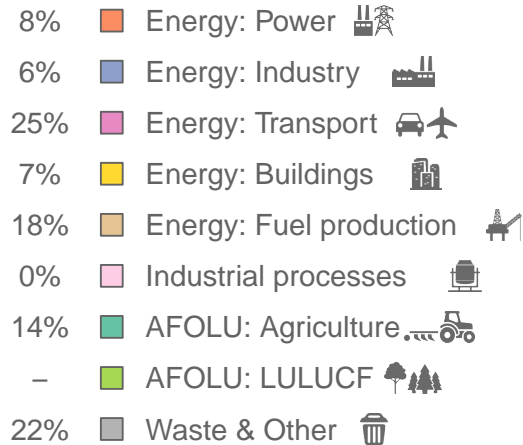 8% Energy: Power
6% Energy: Industry
25% Energy: Transport
7% Energy: Buildings
18% Energy: Fuel production
0% Industrial processes
14% AFOLU: Agriculture
– AFOLU: LULUCF
22% Waste & Other